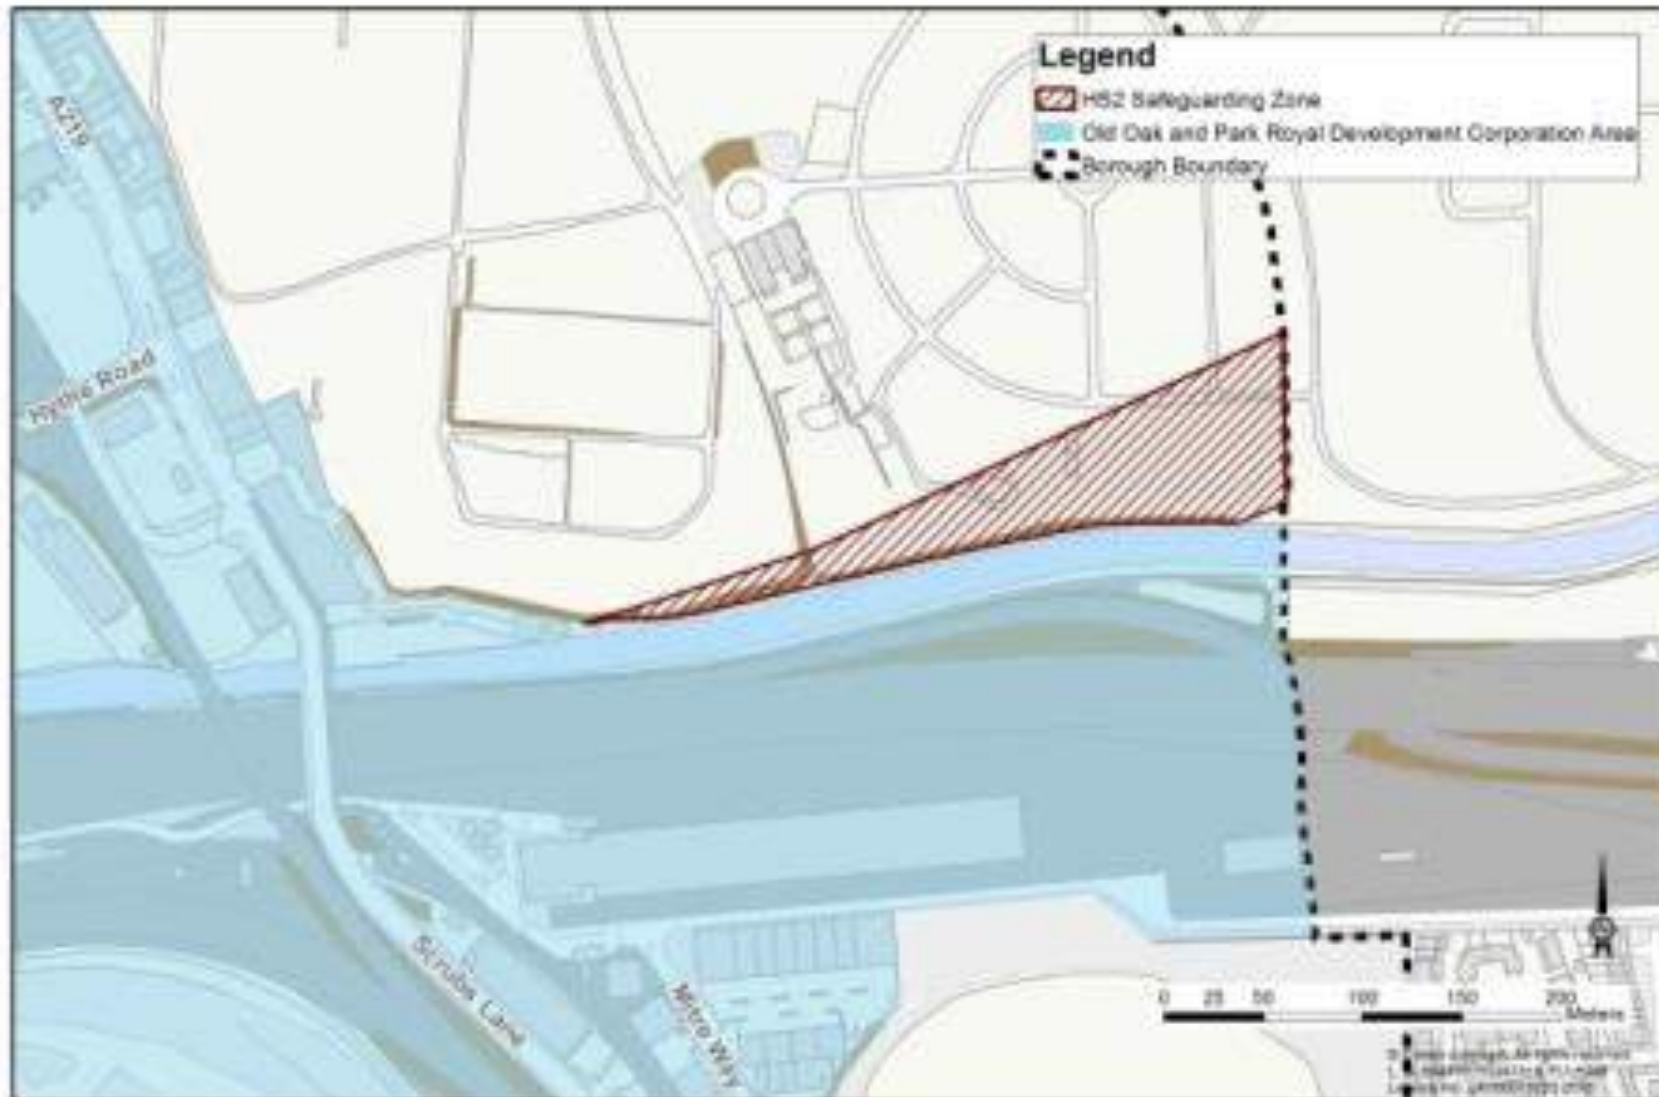 Legend
HS2 Safeguarding Zone
Old Oak and Park Royal Development Corporation Area
Borough Boundary
A219
Hythe Road
Scrubs Lane
Mitre Way
0 25 50 100 150 200
Meters